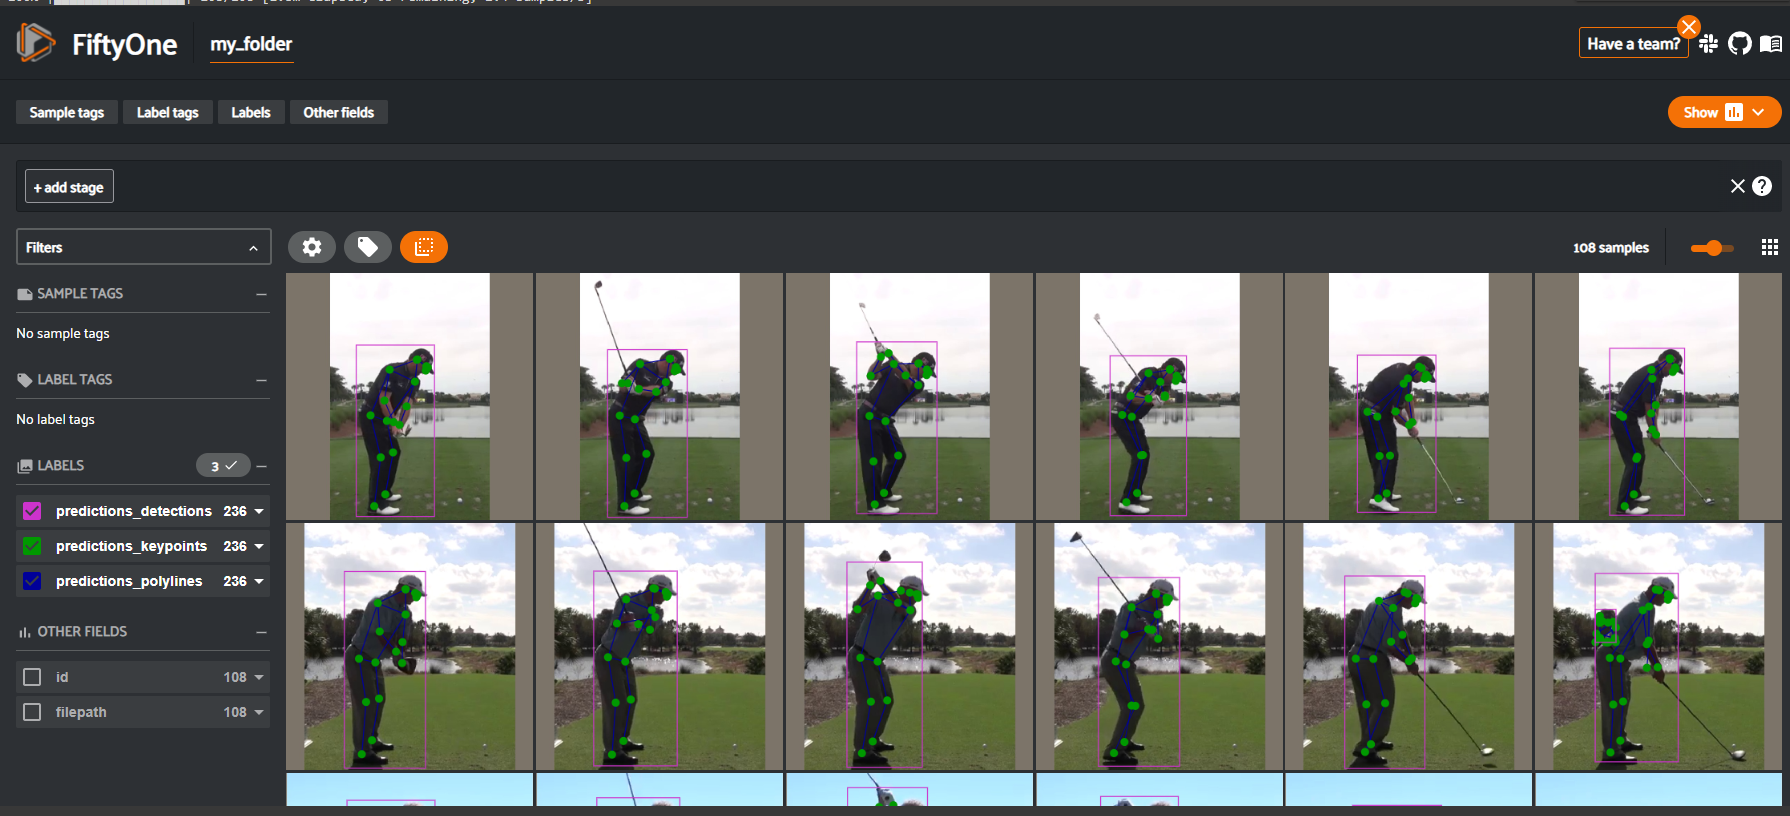 FiftyOne
my_folder
Have a team?
Sample tags
Label tags
Labels
Other fields
Show
+ add stage
Filters
108 samples
SAMPLE TAGS
No sample tags
LABEL TAGS
No label tags
LABELS
3
predictions_detections 236
predictions_keypoints 236
predictions_polylines 236
OTHER FIELDS
id 108
filepath 108